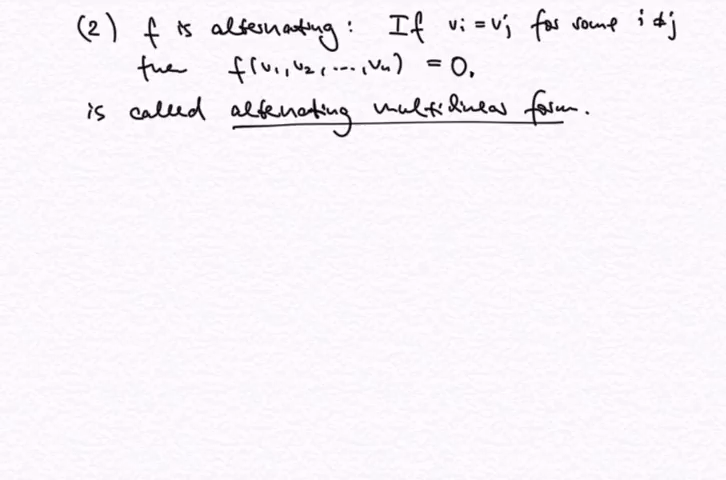 (2) f is alternating: If vi = vj for some i ≠ j
then f(v₁, v₂, ..., vₙ) = 0,
is called alternating multilinear form.